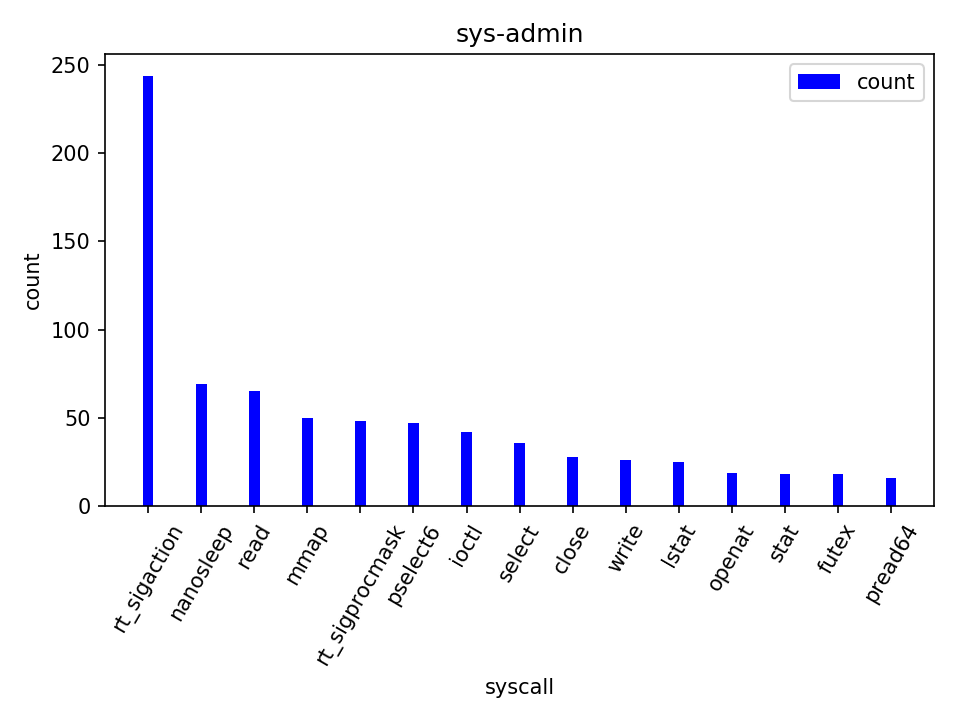 sys-admin
count
250
200
150
100
50
0
count
rt_sigaction
nanosleep
read
mmap
rt_sigprocmask
pselect6
ioctl
select
close
write
lstat
openat
stat
futex
pread64
syscall